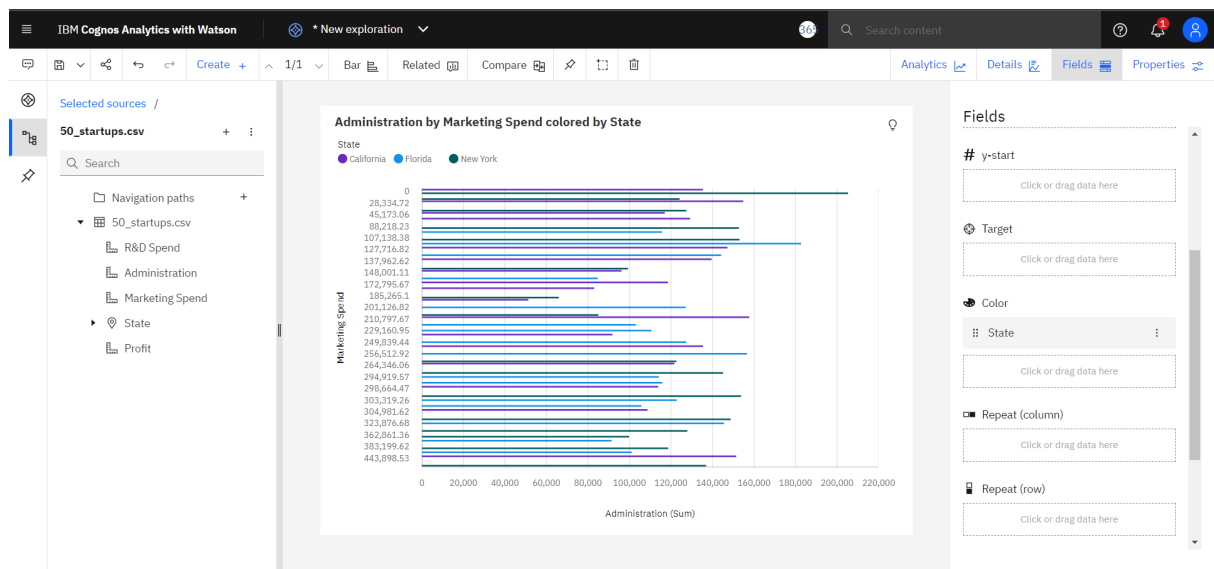 IBM Cognos Analytics with Watson
* New exploration
365
Search content
1
Create +
1/1
Bar
Related
Compare
Analytics
Details
Fields
Properties
Selected sources /
50_startups.csv
Search
Navigation paths
50_startups.csv
R&D Spend
Administration
Marketing Spend
State
Profit
Administration by Marketing Spend colored by State
State
California Florida New York
Marketing Spend
0
28,334.72
45,173.06
88,218.23
107,138.38
127,716.82
137,962.62
148,001.11
172,795.67
185,265.1
201,126.82
210,797.67
229,160.95
249,839.44
256,512.92
264,346.06
294,919.57
298,664.47
303,319.26
304,981.62
323,876.68
362,861.36
383,199.62
443,898.53
0 20,000 40,000 60,000 80,000 100,000 120,000 140,000 160,000 180,000 200,000 220,000
Administration (Sum)
Fields
# y-start
Click or drag data here
Target
Click or drag data here
Color
State
Click or drag data here
Repeat (column)
Click or drag data here
Repeat (row)
Click or drag data here